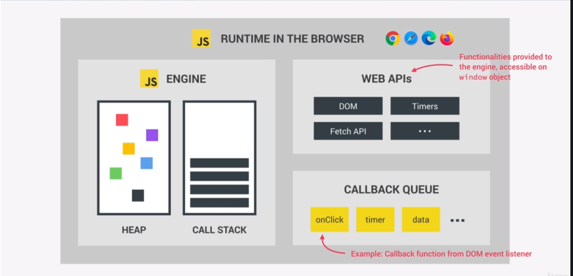 JS RUNTIME IN THE BROWSER
Functionalities provided to
the engine, accessible on
window object
JS ENGINE
WEB APIs
DOM
Timers
Fetch API
...
HEAP
CALL STACK
CALLBACK QUEUE
onClick
timer
data
...
Example: Callback function from DOM event listener